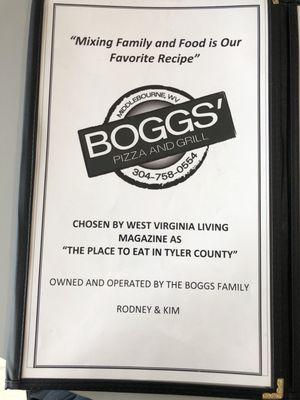 "Mixing Family and Food is Our
Favorite Recipe"
MIDDLEBOURNE, WV
BOGGS'
PIZZA AND GRILL
304-758-0554
CHOSEN BY WEST VIRGINIA LIVING
MAGAZINE AS
"THE PLACE TO EAT IN TYLER COUNTY"
OWNED AND OPERATED BY THE BOGGS FAMILY
RODNEY & KIM